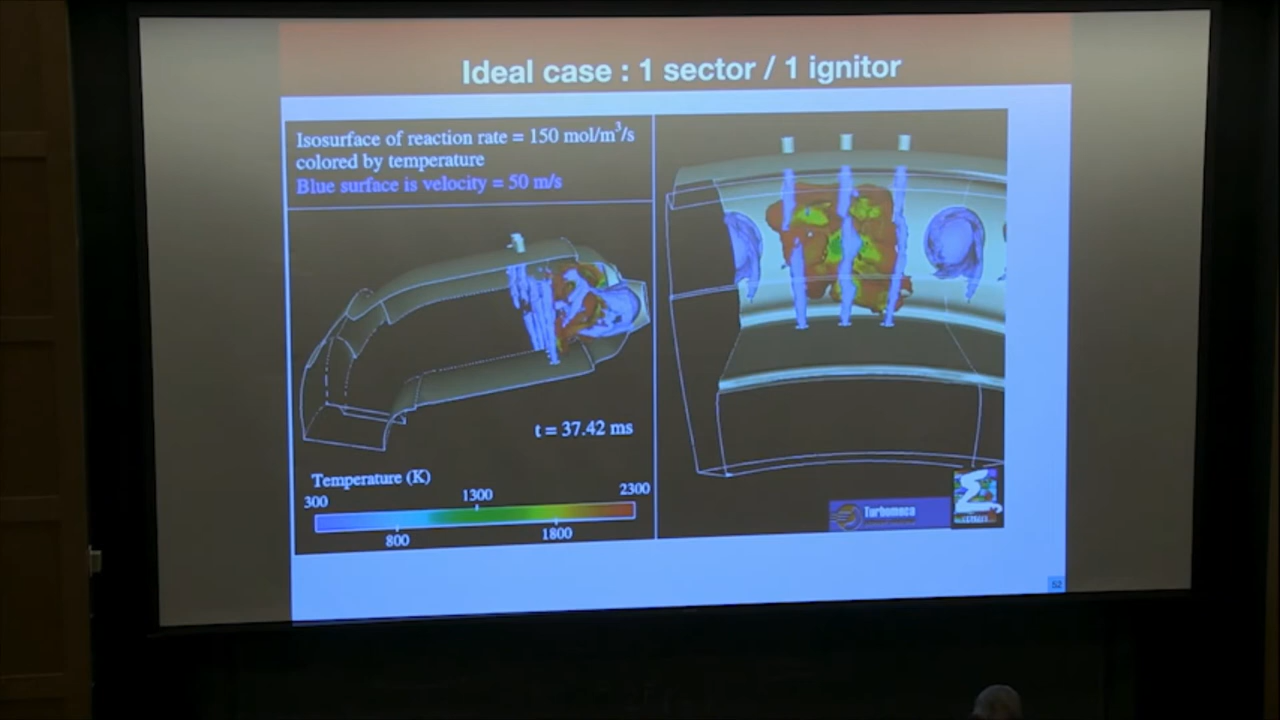 Ideal case : 1 sector / 1 ignitor
Isosurface of reaction rate = 150 mol/m³/s
colored by temperature
Blue surface is velocity = 50 m/s
t = 37.42 ms
Temperature (K)
300 1300 2300
800 1800
Turbomeca
52